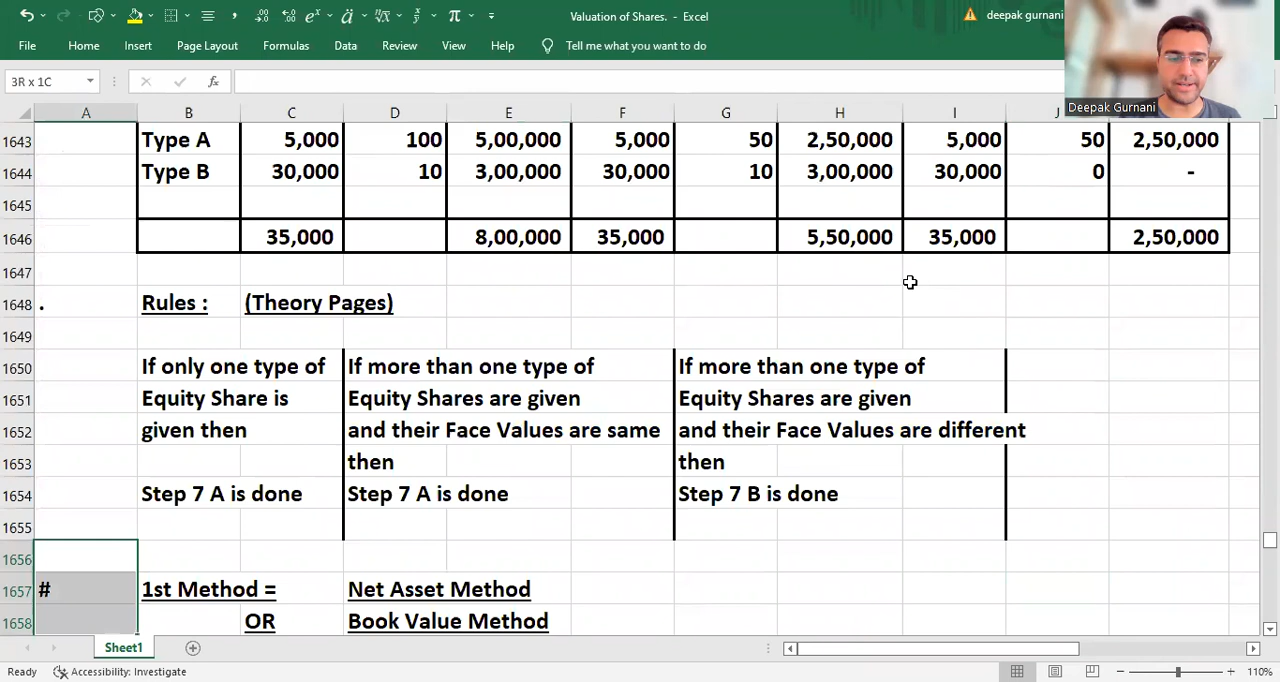 Valuation of Shares. - Excel
deepak gurnani
File Home Insert Page Layout Formulas Data Review View Help Tell me what you want to do
3R x 1C fx
Deepak Gurnani
A B C D E F G H I J
1643 Type A 5,000 100 5,00,000 5,000 50 2,50,000 5,000 50 2,50,000
1644 Type B 30,000 10 3,00,000 30,000 10 3,00,000 30,000 0 -
1645
1646 35,000 8,00,000 35,000 5,50,000 35,000 2,50,000
1647
1648 . Rules : (Theory Pages)
1649
1650 If only one type of If more than one type of If more than one type of
1651 Equity Share is Equity Shares are given Equity Shares are given
1652 given then and their Face Values are same and their Face Values are different
1653 then then
1654 Step 7 A is done Step 7 A is done Step 7 B is done
1655
1656
1657 # 1st Method = Net Asset Method
1658 OR Book Value Method
Sheet1
Ready Accessibility: Investigate 110%